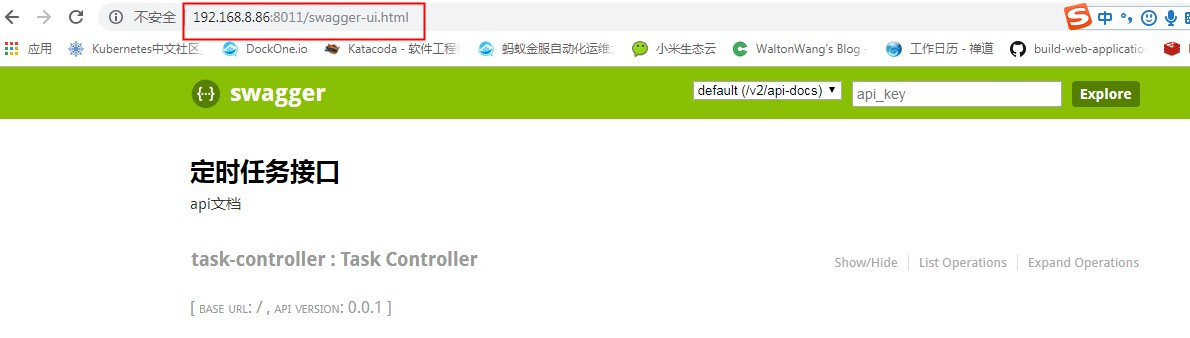 不安全 192.168.8.86:8011/swagger-ui.html 中
应用 Kubernetes中文社区 DockOne.io Katacoda - 软件工程 蚂蚁金服自动化运维 小米生态云 WaltonWang's Blog - 工作日历 - 禅道 build-web-application
{···} swagger default (/v2/api-docs) api_key Explore
定时任务接口
api文档
task-controller : Task Controller Show/Hide List Operations Expand Operations
[ BASE URL: / , API VERSION: 0.0.1 ]